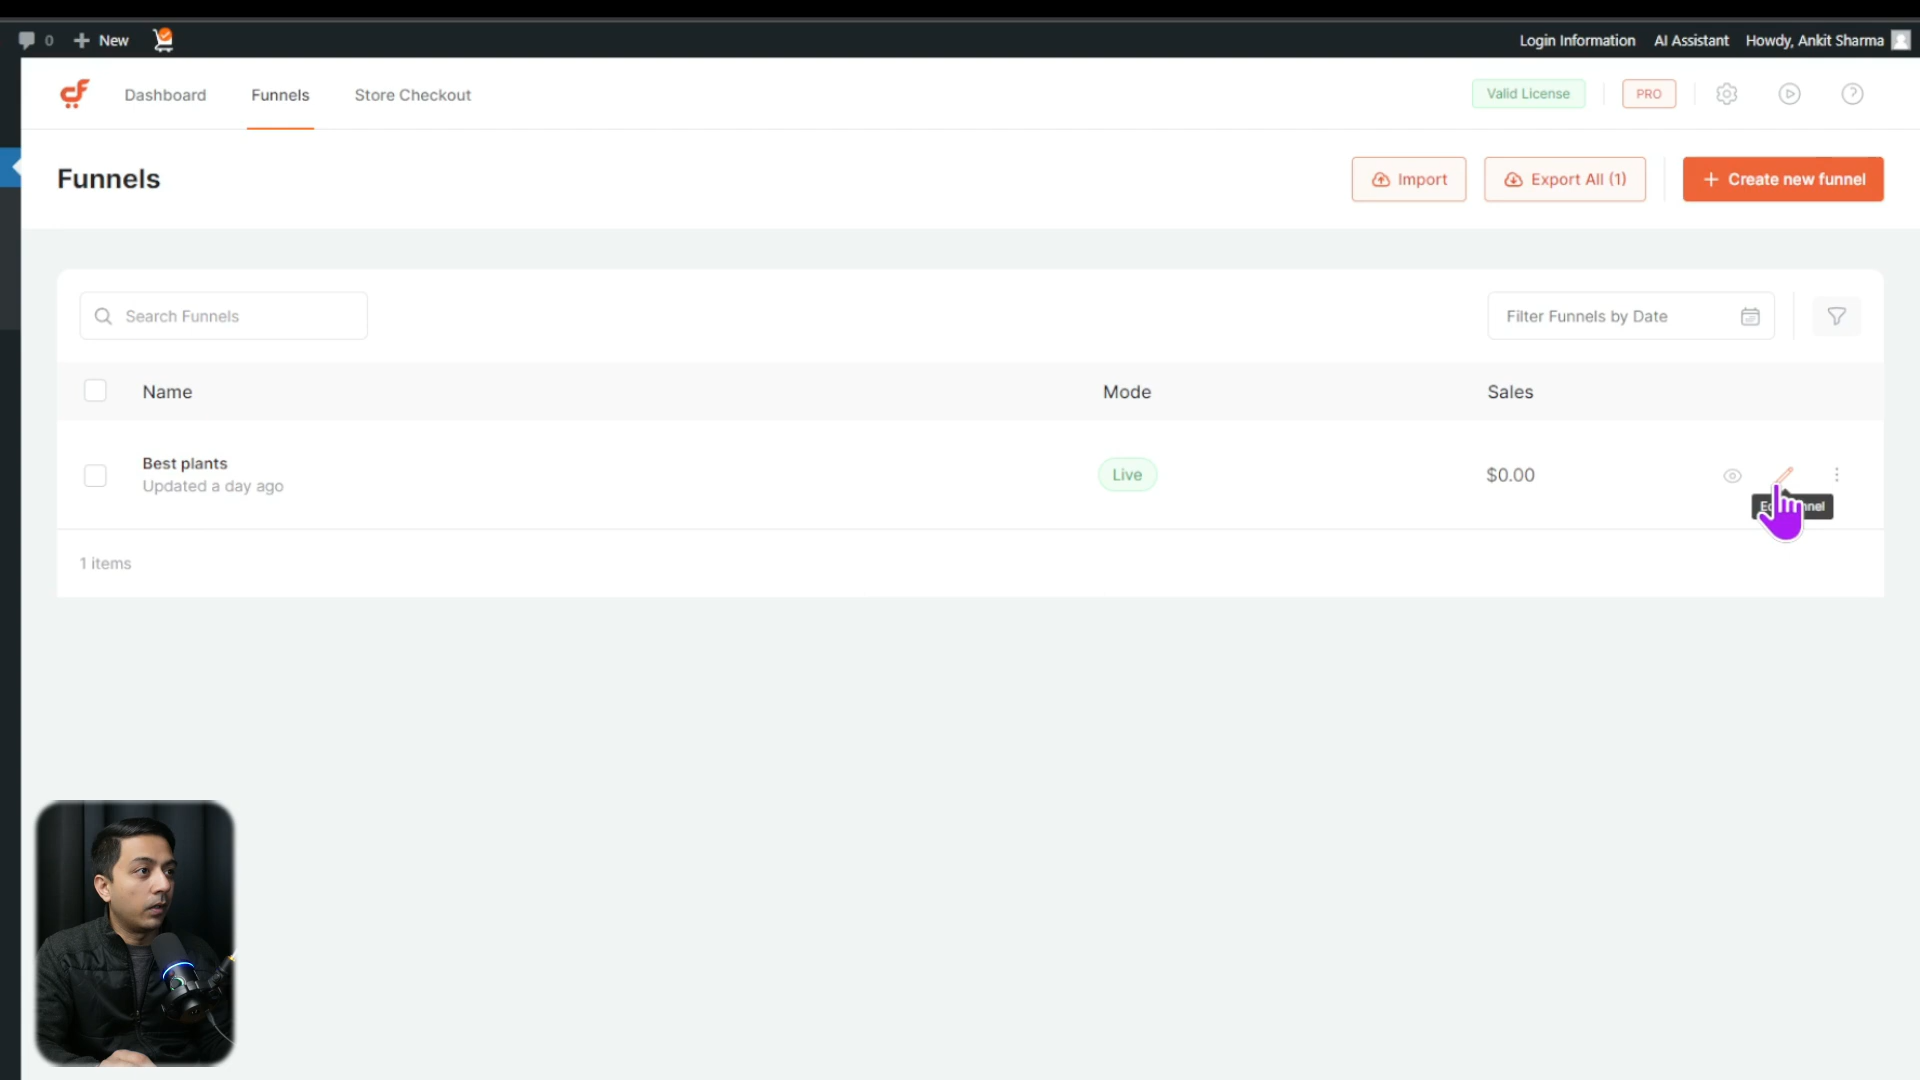 0 New Login Information AI Assistant Howdy, Ankit Sharma
Dashboard Funnels Store Checkout Valid License PRO
Funnels Import Export All (1) + Create new funnel
Search Funnels Filter Funnels by Date
Name Mode Sales
Best plants
Updated a day ago
Live $0.00
1 items